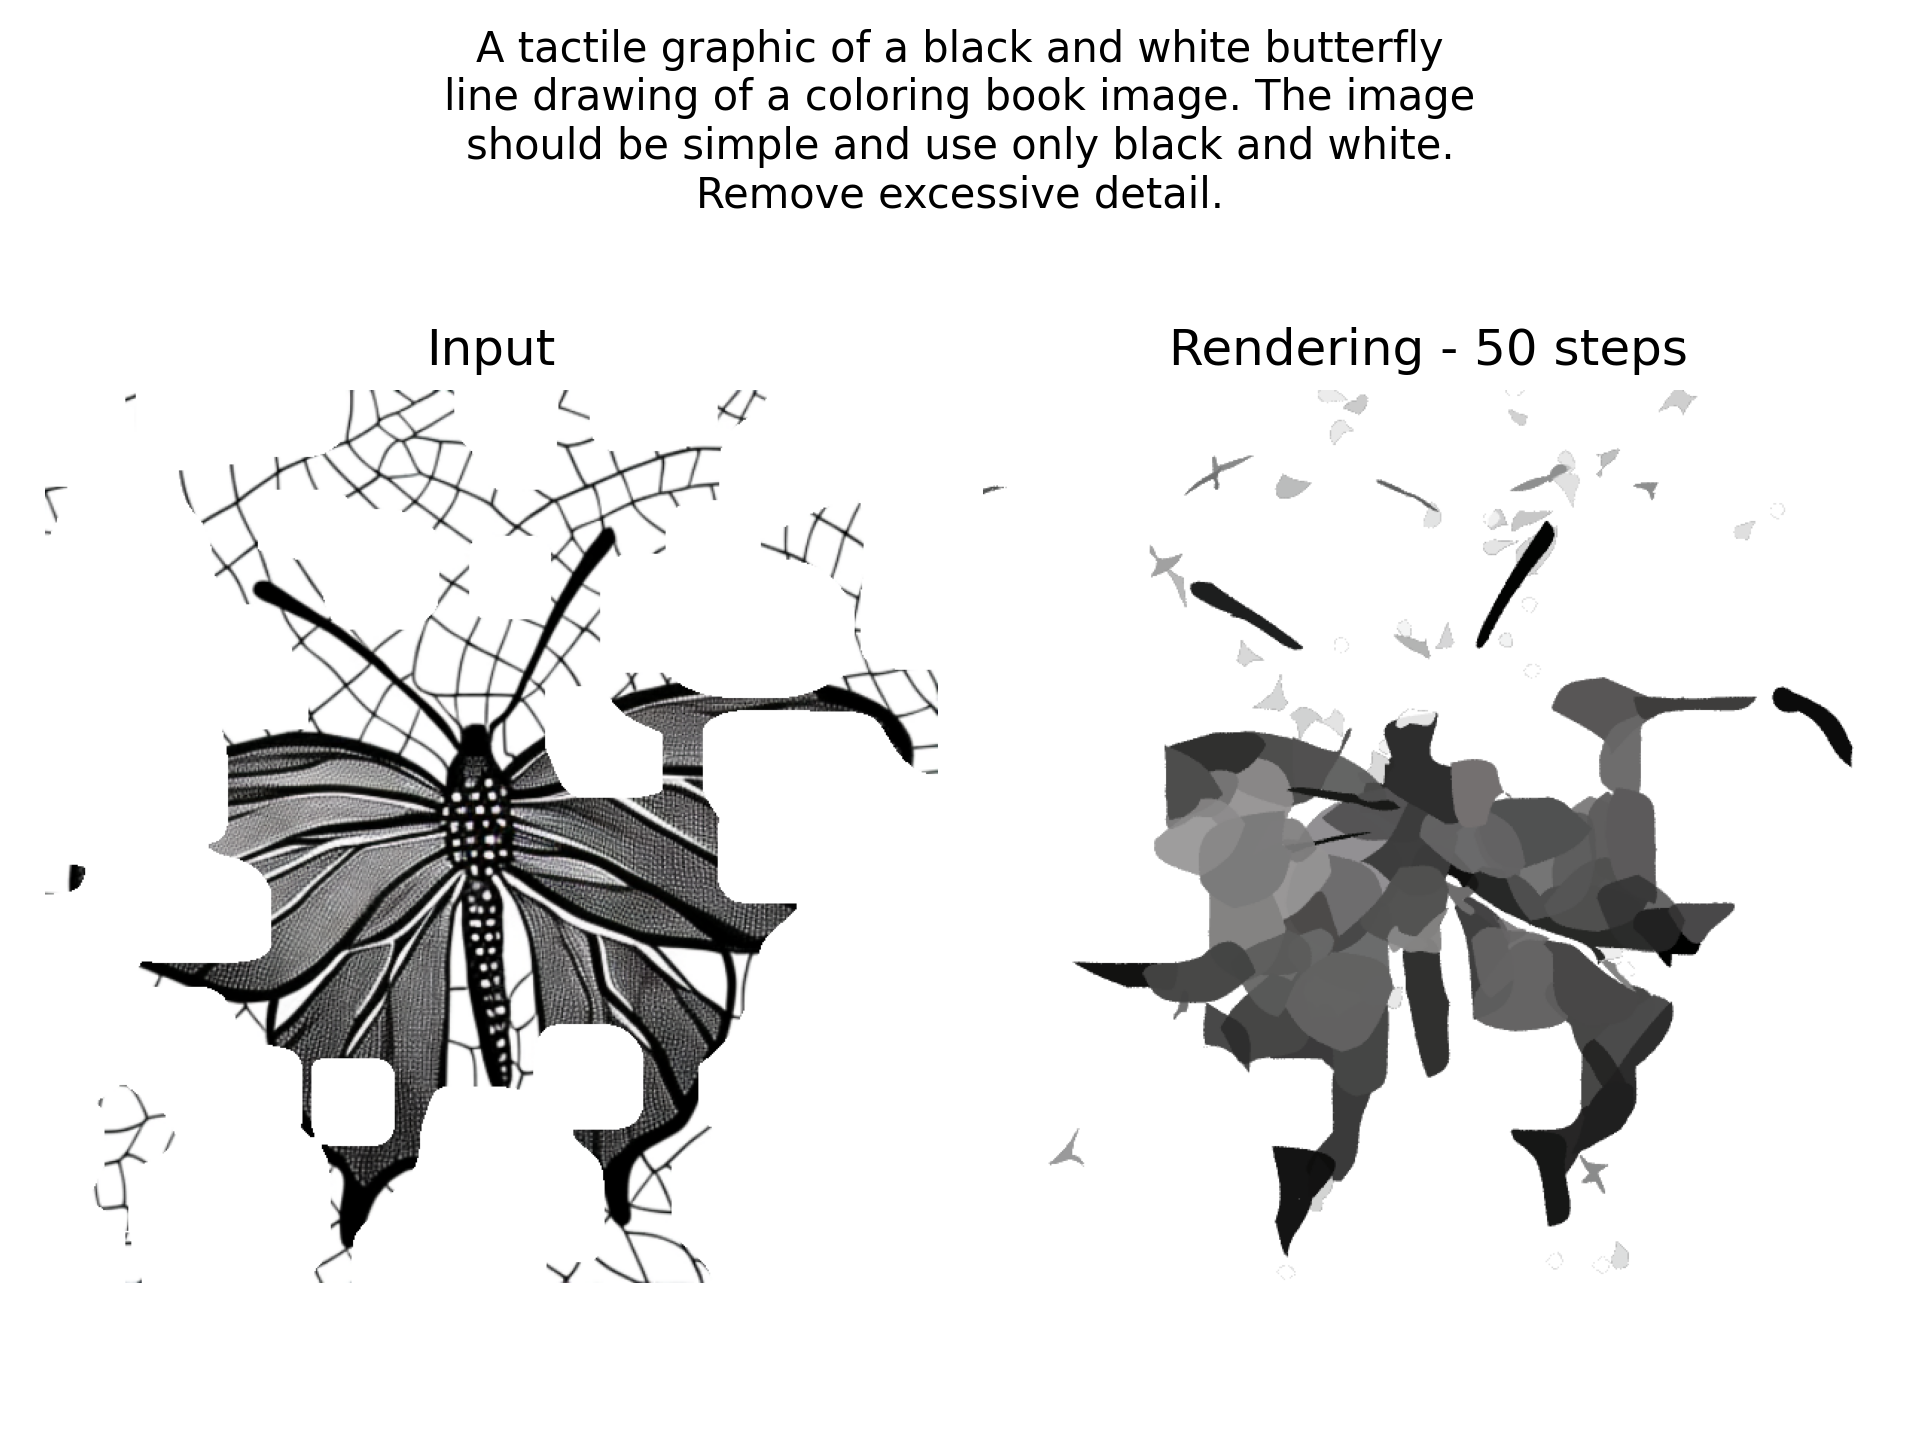 A tactile graphic of a black and white butterfly
line drawing of a coloring book image. The image
should be simple and use only black and white.
Remove excessive detail.
Input
Rendering - 50 steps